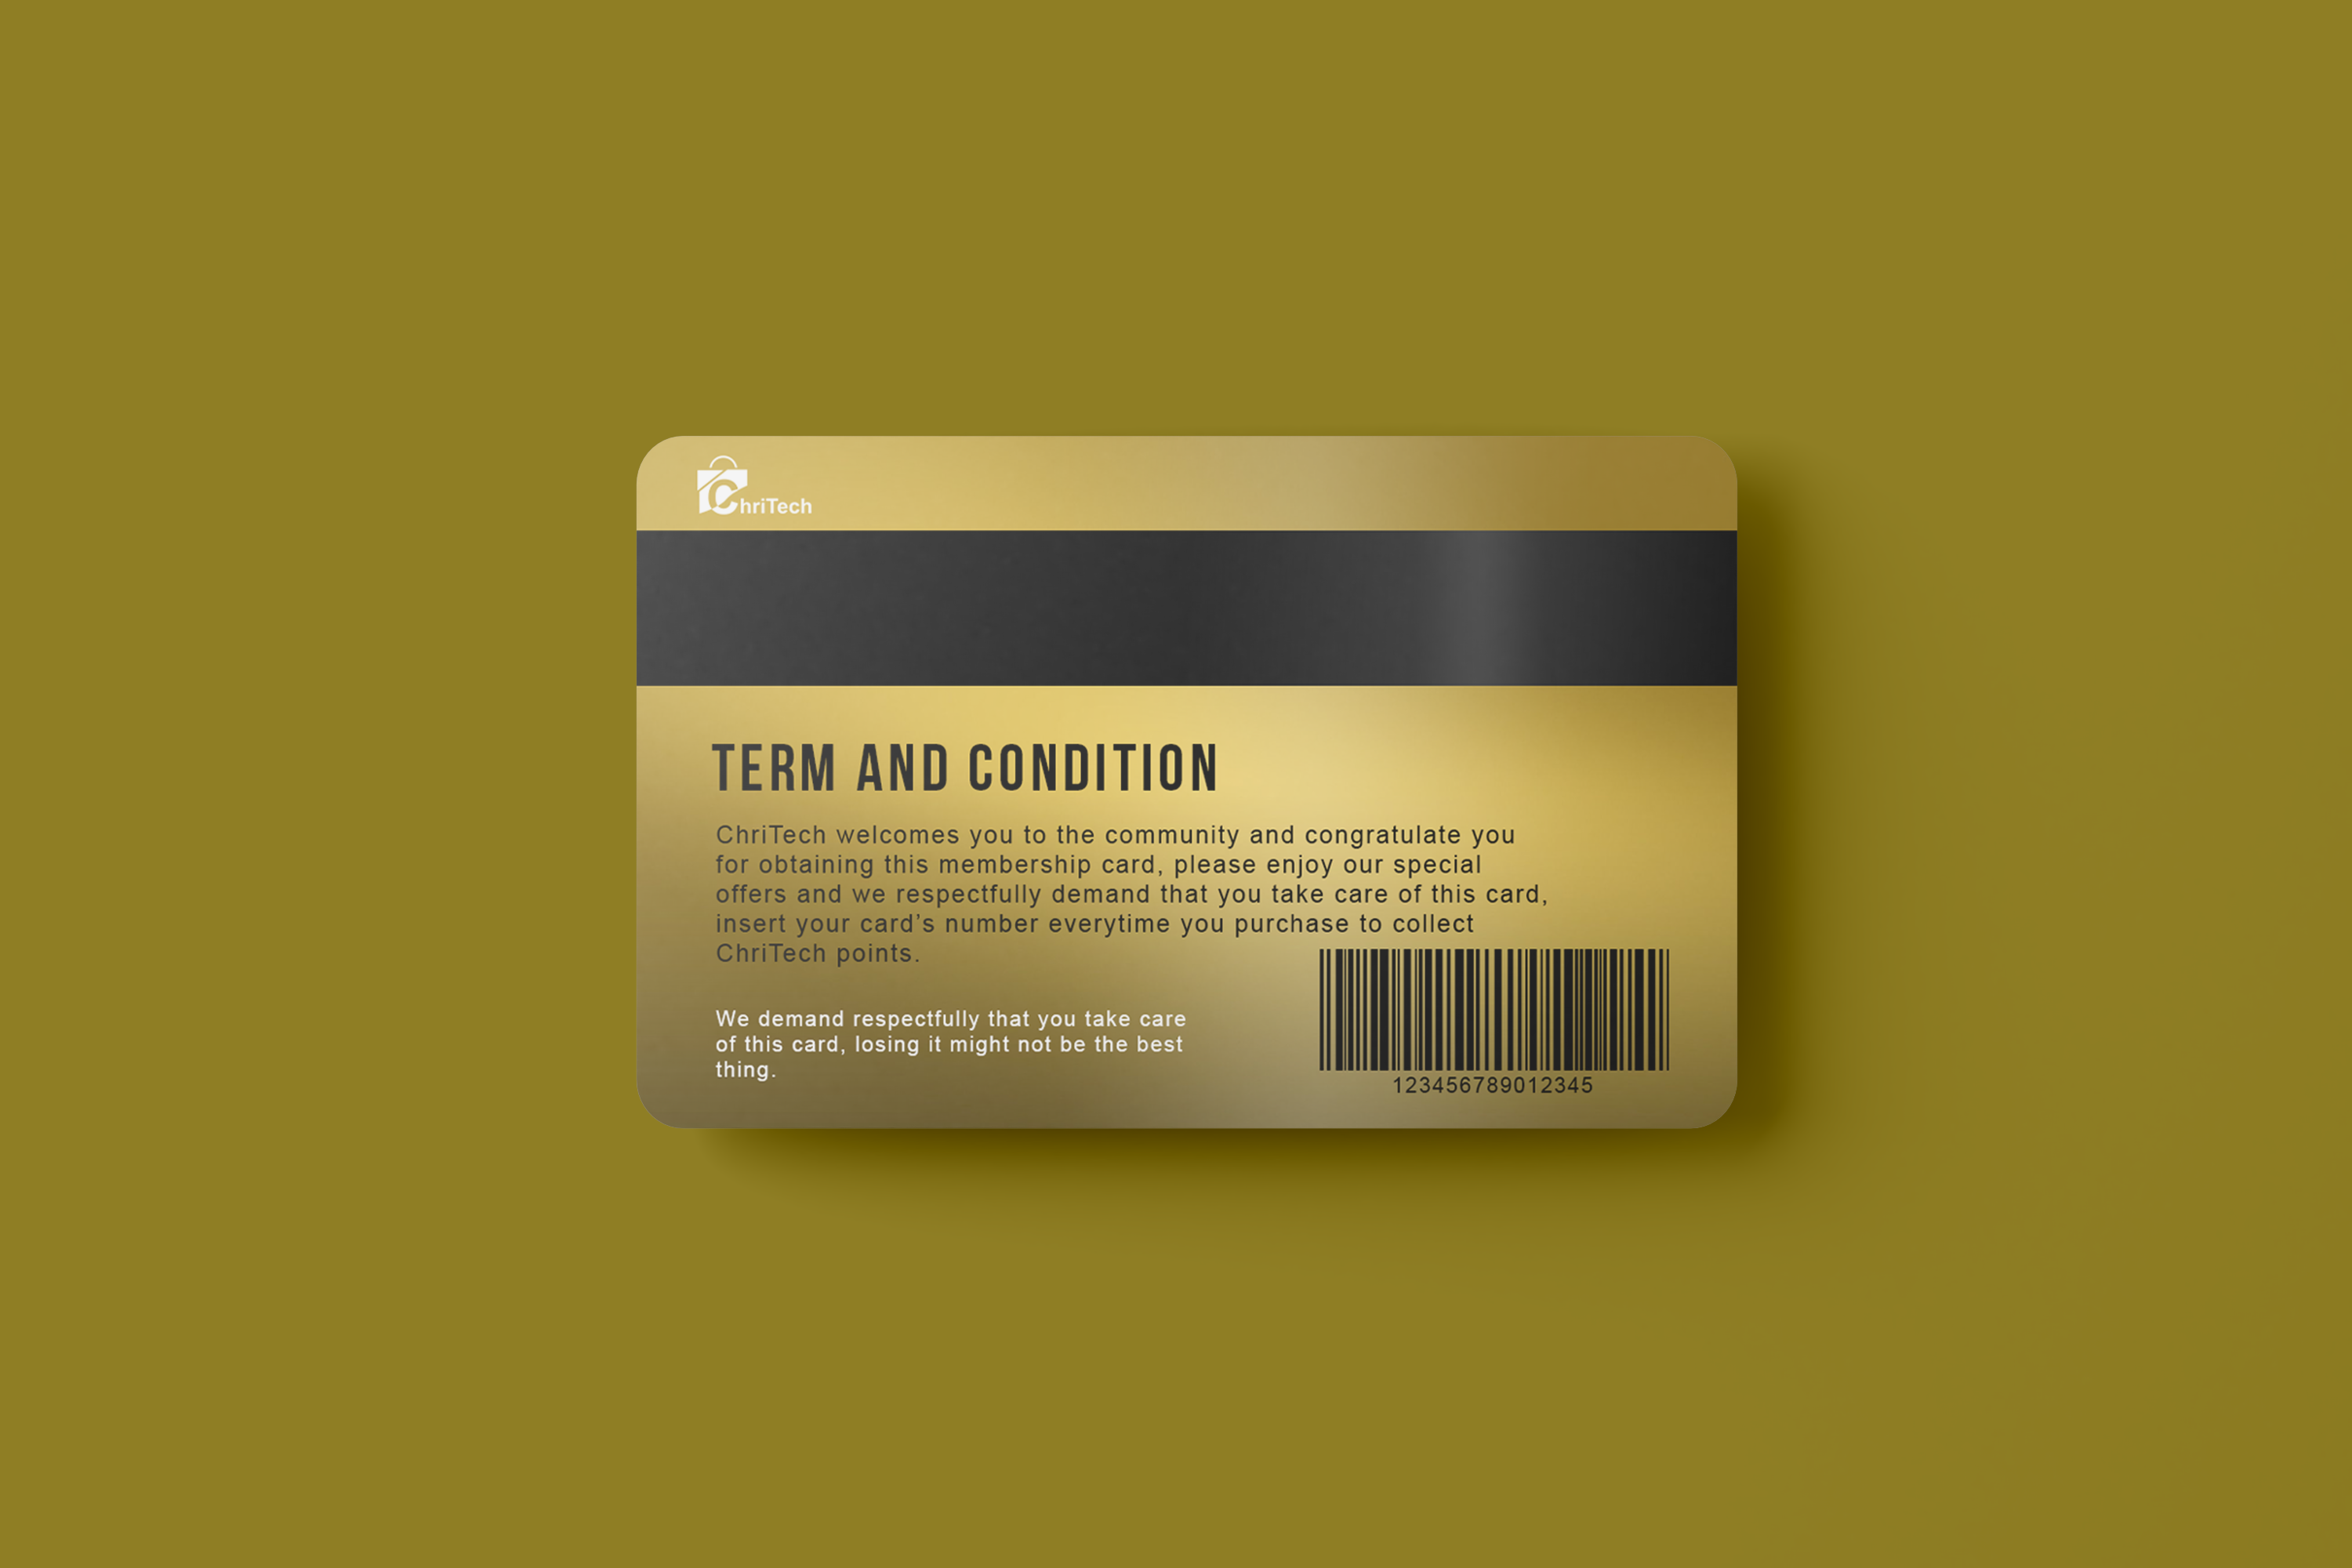 ChriTech
TERM AND CONDITION
ChriTech welcomes you to the community and congratulate you
for obtaining this membership card, please enjoy our special
offers and we respectfully demand that you take care of this card,
insert your card’s number everytime you purchase to collect
ChriTech points.
We demand respectfully that you take care
of this card, losing it might not be the best
thing.
123456789012345